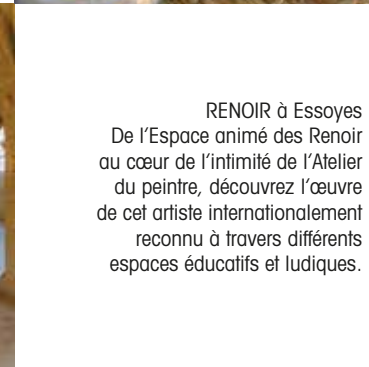 RENOIR à Essoyes
De l'Espace animé des Renoir
au cœur de l'intimité de l'Atelier
du peintre, découvrez l'œuvre
de cet artiste internationalement
reconnu à travers différents
espaces éducatifs et ludiques.